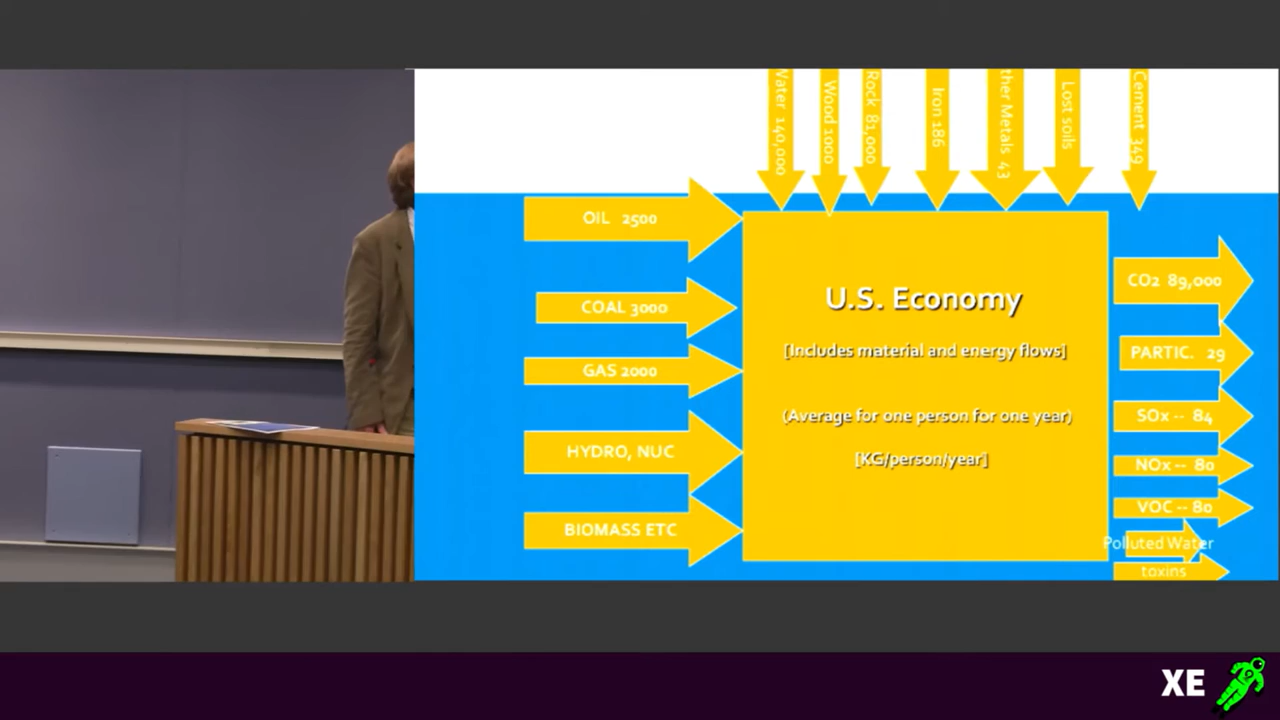 Water 140,000
Wood 1000
Rock 81,000
Iron 186
ther Metals 43
Lost soils
Cement 349
OIL 2500
COAL 3000
GAS 2000
HYDRO, NUC
BIOMASS ETC
U.S. Economy
[Includes material and energy flows]
(Average for one person for one year)
[KG/person/year]
CO2 89,000
PARTIC. 29
SOx -- 84
NOx -- 80
VOC -- 80
Polluted Water
toxins
XE